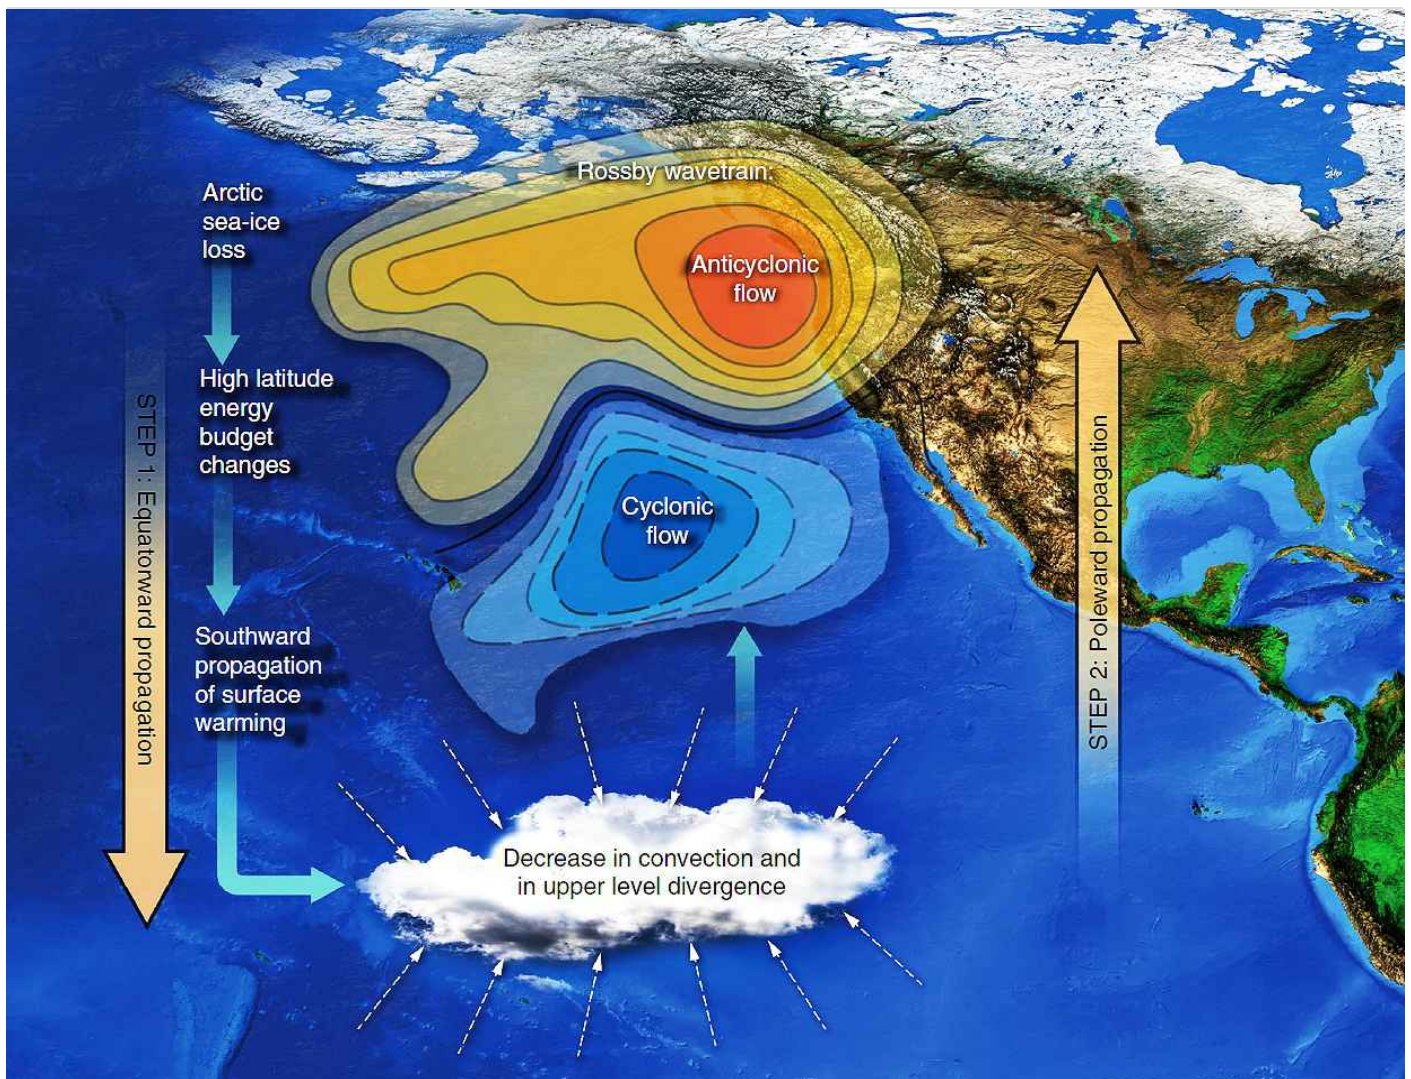 Rossby wavetrain:
Arctic
sea-ice
loss
Anticyclonic
flow
High latitude
energy
budget
changes
STEP 1: Equatorward propagation
Cyclonic
flow
STEP 2: Poleward propagation
Southward
propagation
of surface
warming
Decrease in convection and
in upper level divergence